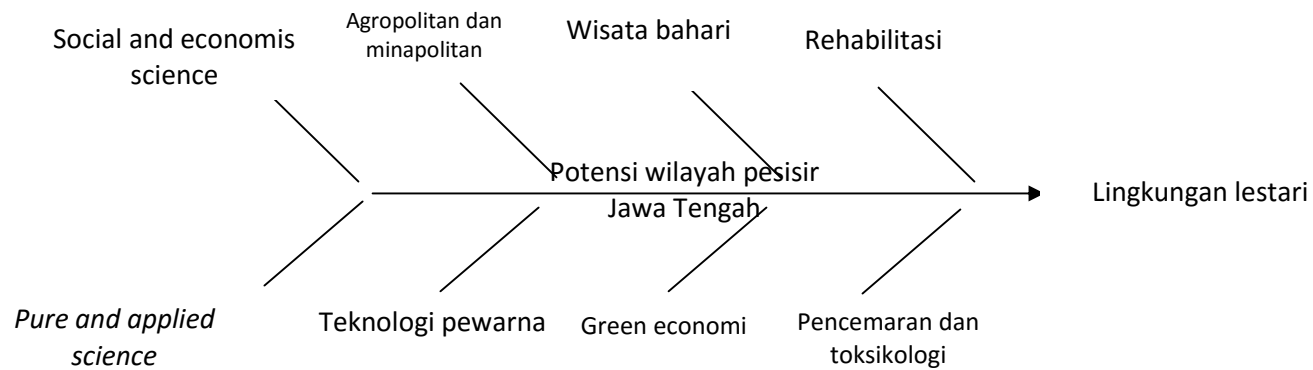 Social and economis
science
Agropolitan dan
minapolitan
Wisata bahari
Rehabilitasi
Potensi wilayah pesisir
Jawa Tengah
Lingkungan lestari
Pure and applied
science
Teknologi pewarna
Green economi
Pencemaran dan
toksikologi